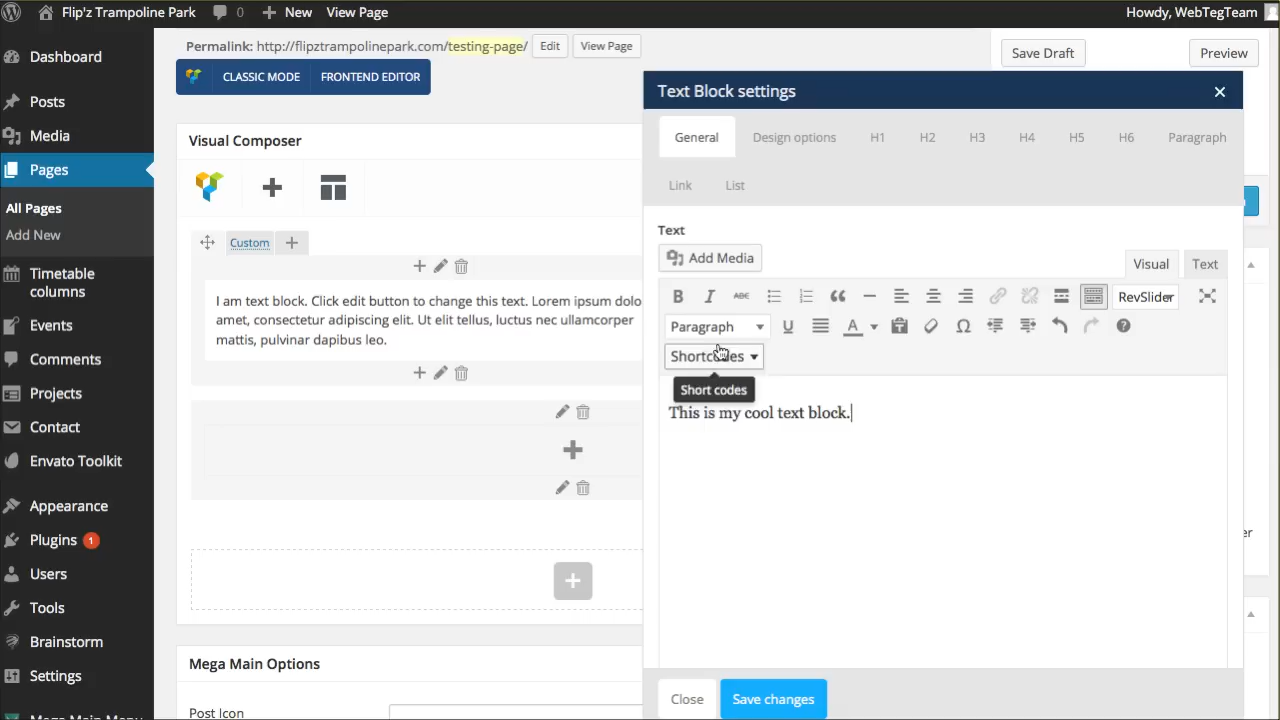 Flip'z Trampoline Park 0 New View Page Howdy, WebTegTeam
Dashboard
Posts
Media
Pages
All Pages
Add New
Timetable columns
Events
Comments
Projects
Contact
Envato Toolkit
Appearance
Plugins 1
Users
Tools
Brainstorm
Settings
Mega Main Menu
Permalink: http://flipztrampolinepark.com/testing-page/ Edit View Page
CLASSIC MODE FRONTEND EDITOR
Save Draft Preview
Visual Composer
Custom
I am text block. Click edit button to change this text. Lorem ipsum dolo
amet, consectetur adipiscing elit. Ut elit tellus, luctus nec ullamcorper
mattis, pulvinar dapibus leo.
Mega Main Options
Post Icon
Text Block settings
General Design options H1 H2 H3 H4 H5 H6 Paragraph
Link List
Text
Add Media
Visual Text
B I ABC RevSlider
Paragraph U A
Shortcodes
Short codes
This is my cool text block.
Close Save changes
er